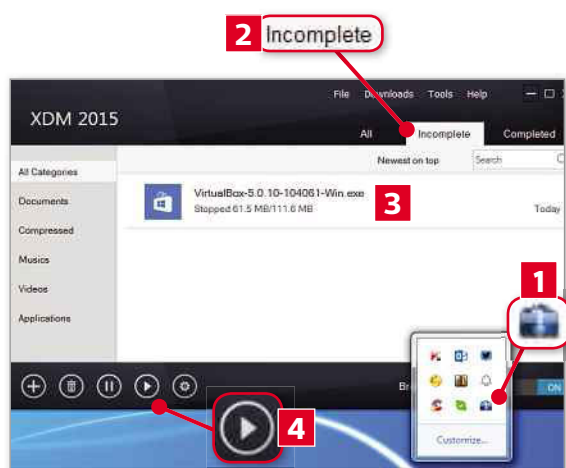 2 Incomplete
File Downloads Tools Help
XDM 2015
All Incomplete Completed
Newest on top Search
All Categories
VirtualBox-5.0.10-104061-Win.exe
Stopped 61.5 MB/111.6 MB
3
Today
Documents
Compressed
Musics
Videos
Applications
1
ON
4
Customize...